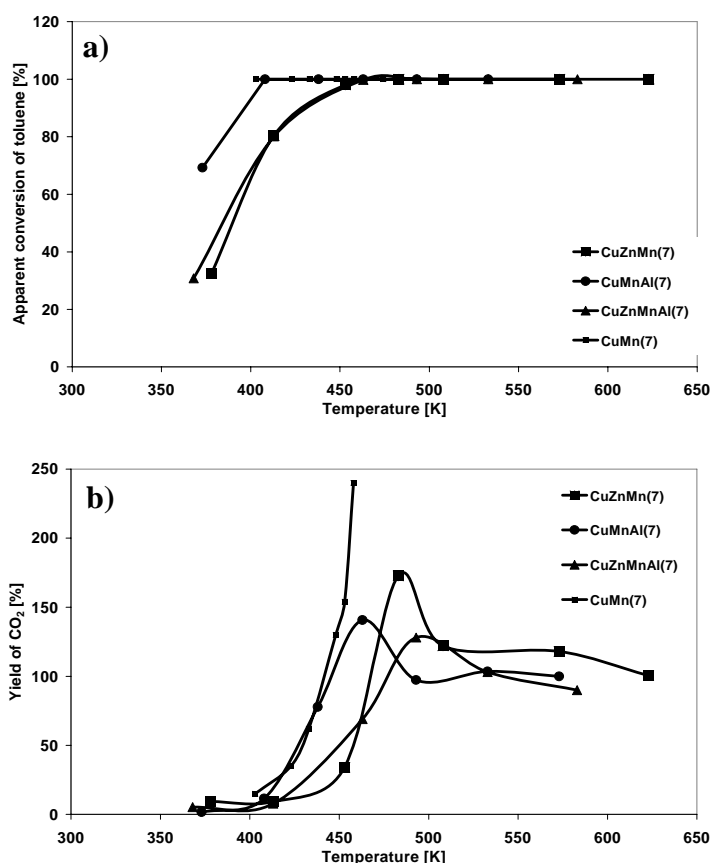 a)
Apparent conversion of toluene [%]
120
100
80
60
40
20
0
CuZnMn(7)
CuMnAl(7)
CuZnMnAl(7)
CuMn(7)
300 350 400 450 500 550 600 650
Temperature [K]
b)
Yield of CO₂ [%]
250
200
150
100
50
0
CuZnMn(7)
CuMnAl(7)
CuZnMnAl(7)
CuMn(7)
300 350 400 450 500 550 600 650
Temperature [K]